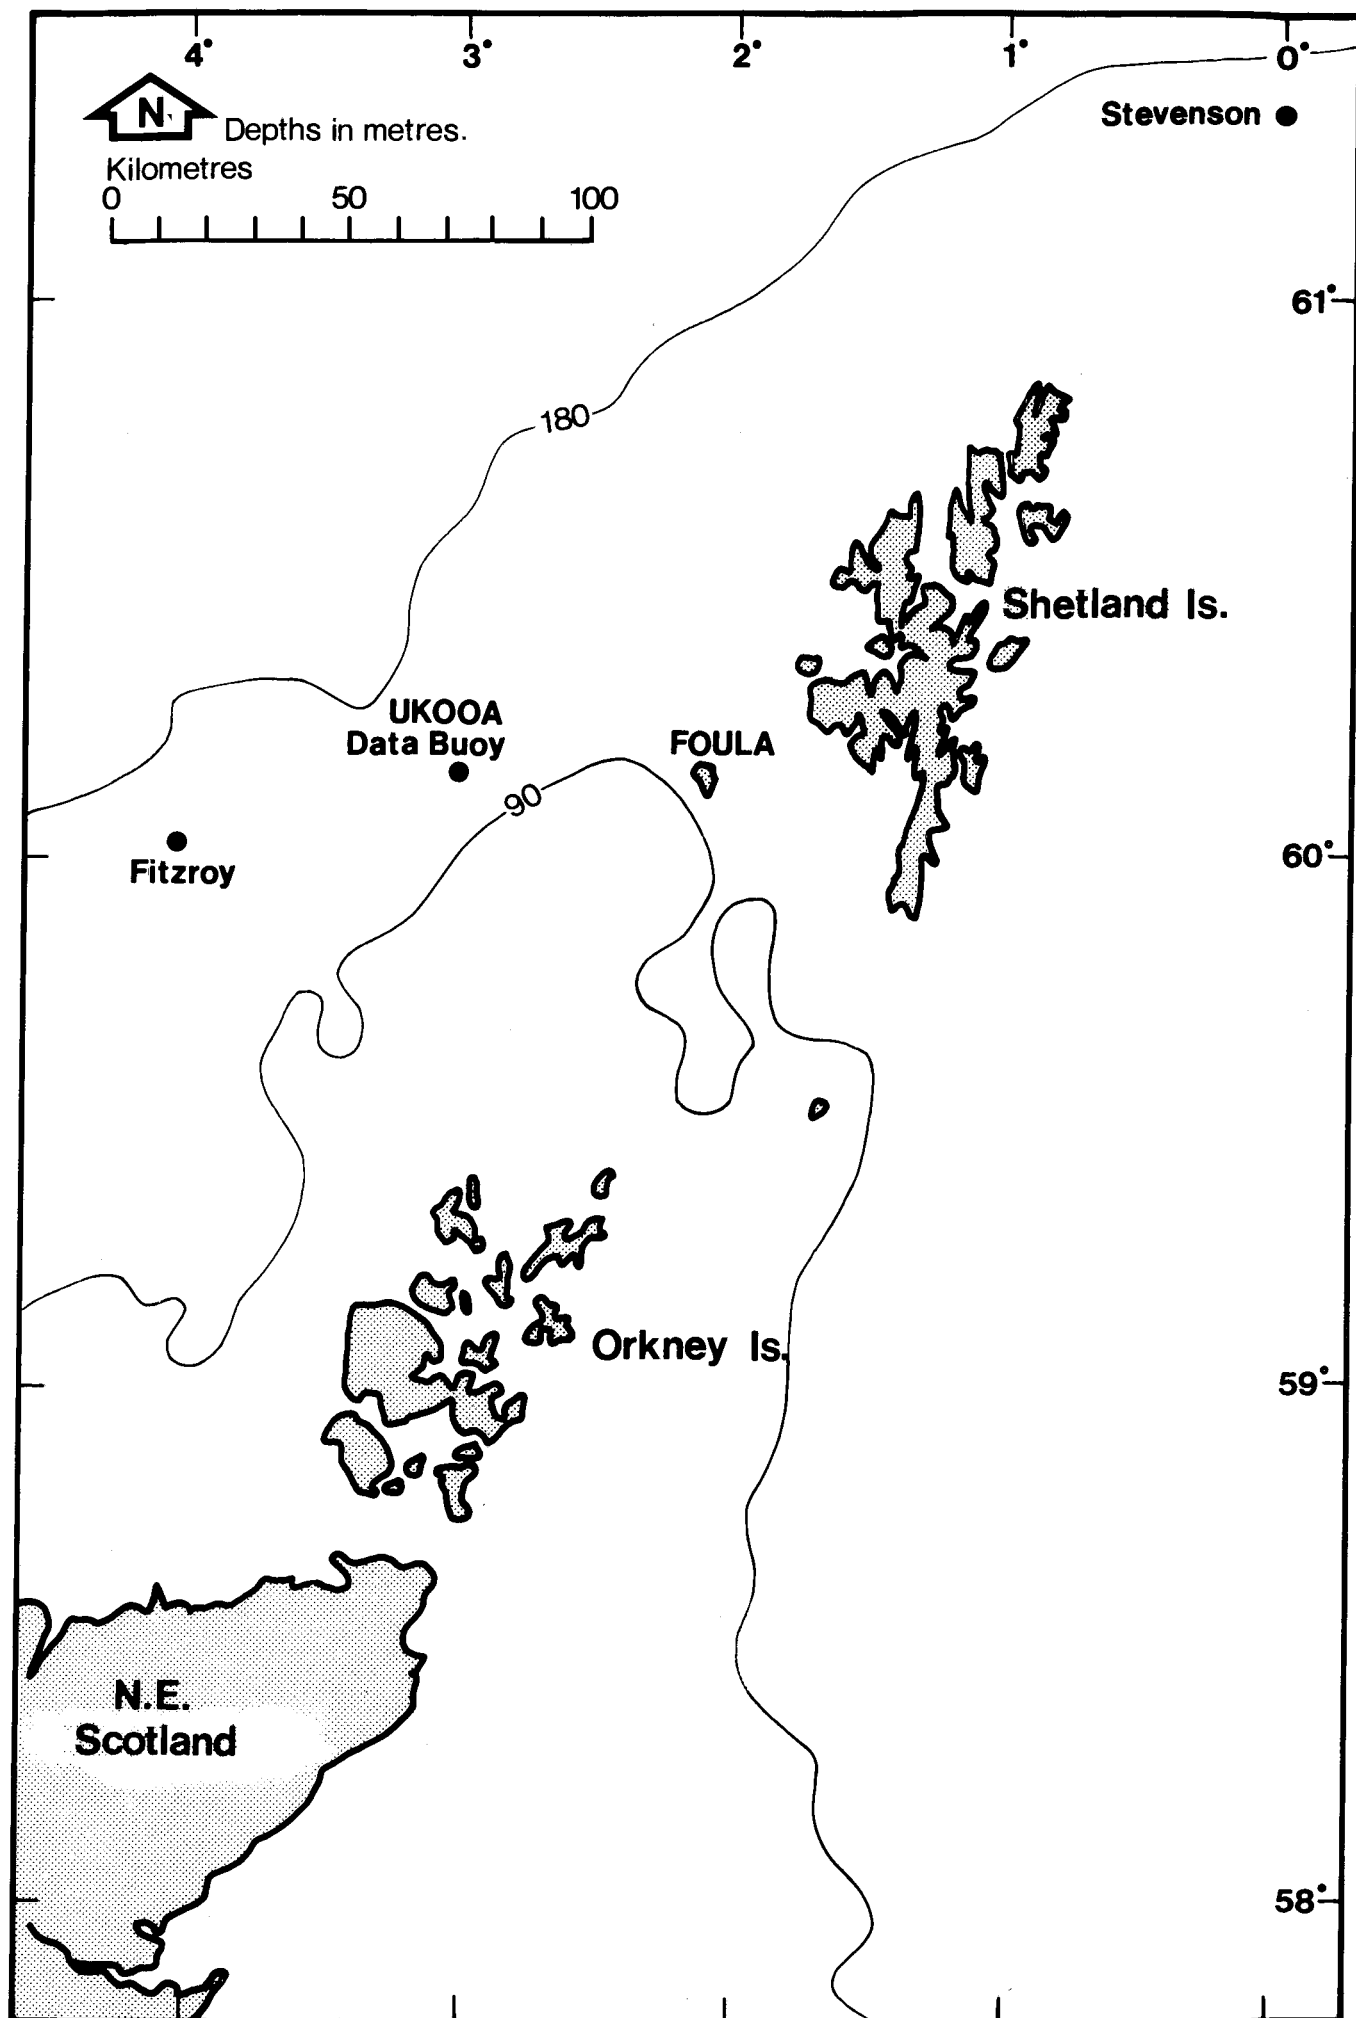 4° 3° 2° 1° 0°
Stevenson
N
Depths in metres.
Kilometres
0 50 100
61°
180
Shetland Is.
UKOOA
Data Buoy
FOULA
90
60°
Fitzroy
Orkney Is.
59°
N.E.
Scotland
58°